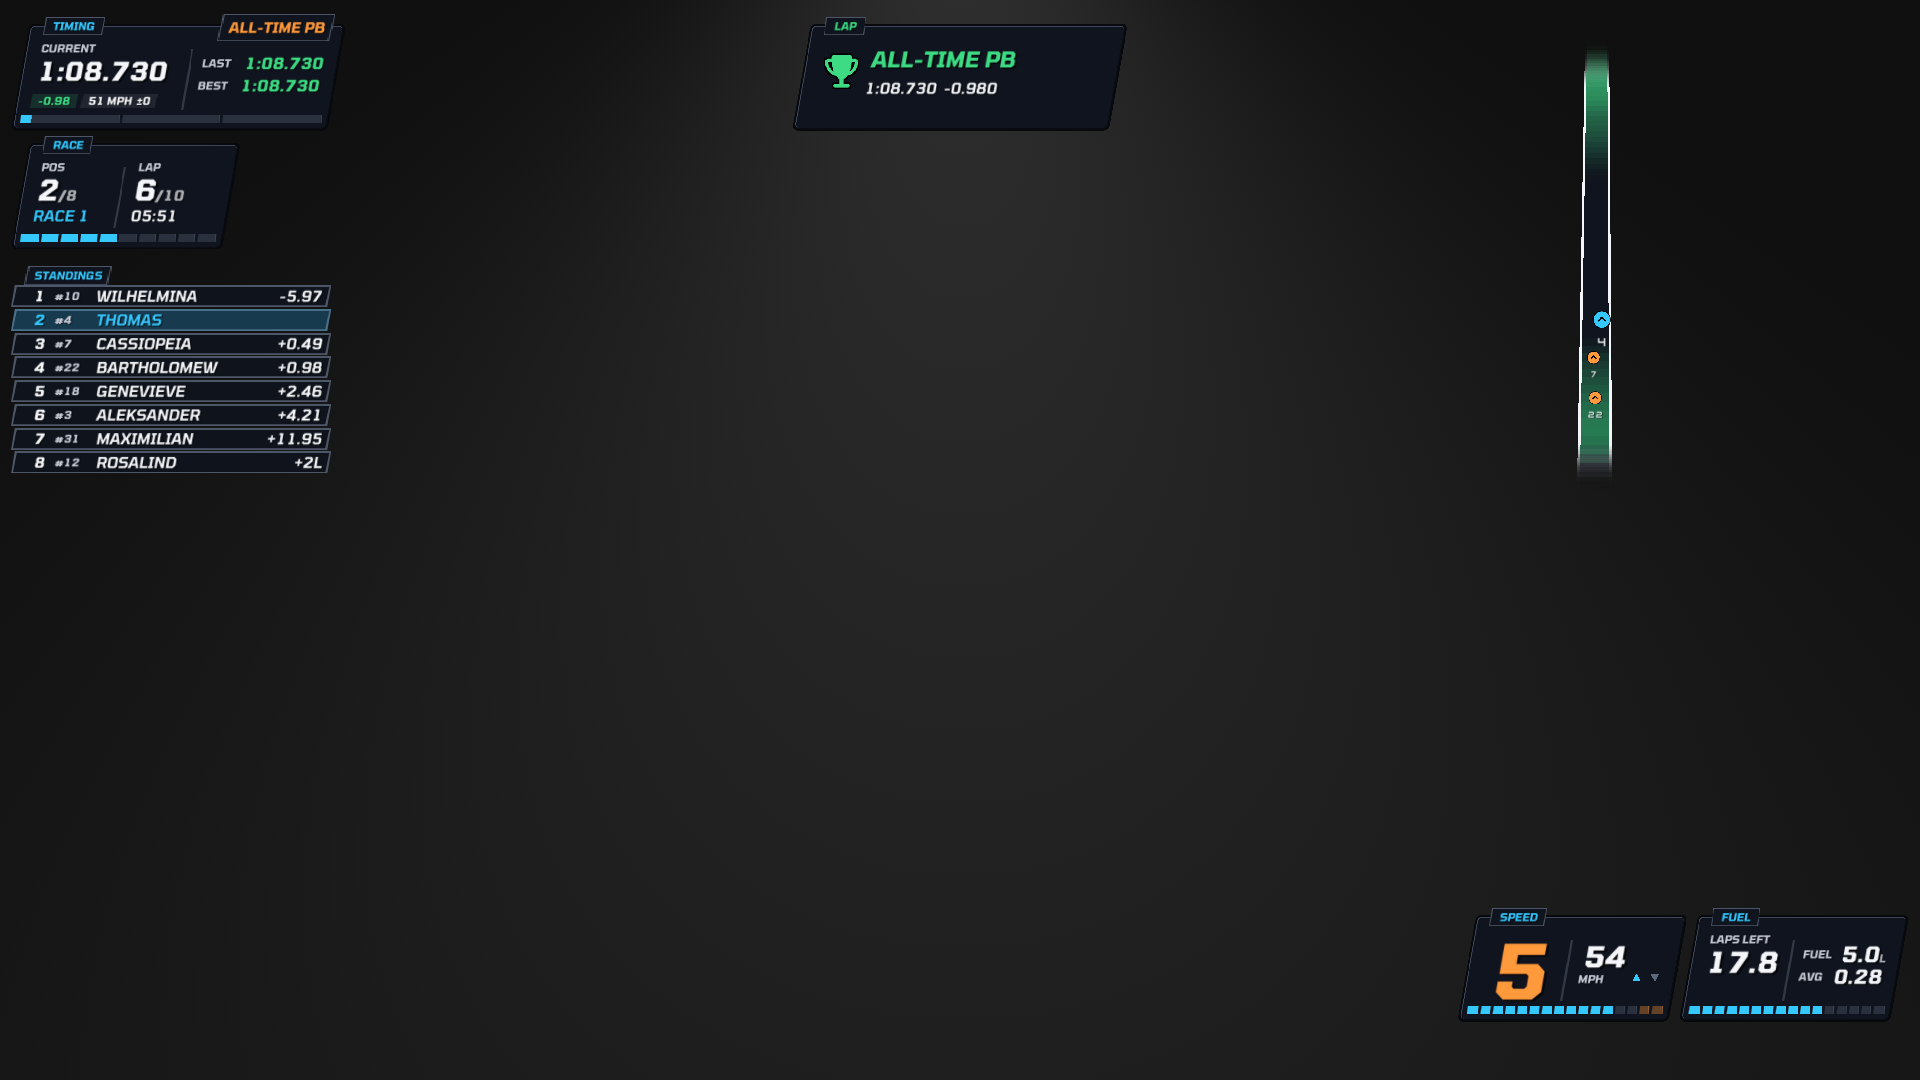 TIMING
ALL-TIME PB
CURRENT
1:08.730
LAST 1:08.730
BEST 1:08.730
-0.98 51 MPH ±0
RACE
POS
2/8
RACE 1
LAP
6/10
05:51
STANDINGS
1 #10 WILHELMINA -5.97
2 #4 THOMAS
3 #7 CASSIOPEIA +0.49
4 #22 BARTHOLOMEW +0.98
5 #18 GENEVIEVE +2.46
6 #3 ALEKSANDER +4.21
7 #31 MAXIMILIAN +11.95
8 #12 ROSALIND +2L
LAP
ALL-TIME PB
1:08.730 -0.980
4
7
22
SPEED
5
54
MPH
FUEL
LAPS LEFT
17.8
FUEL 5.0L
AVG 0.28